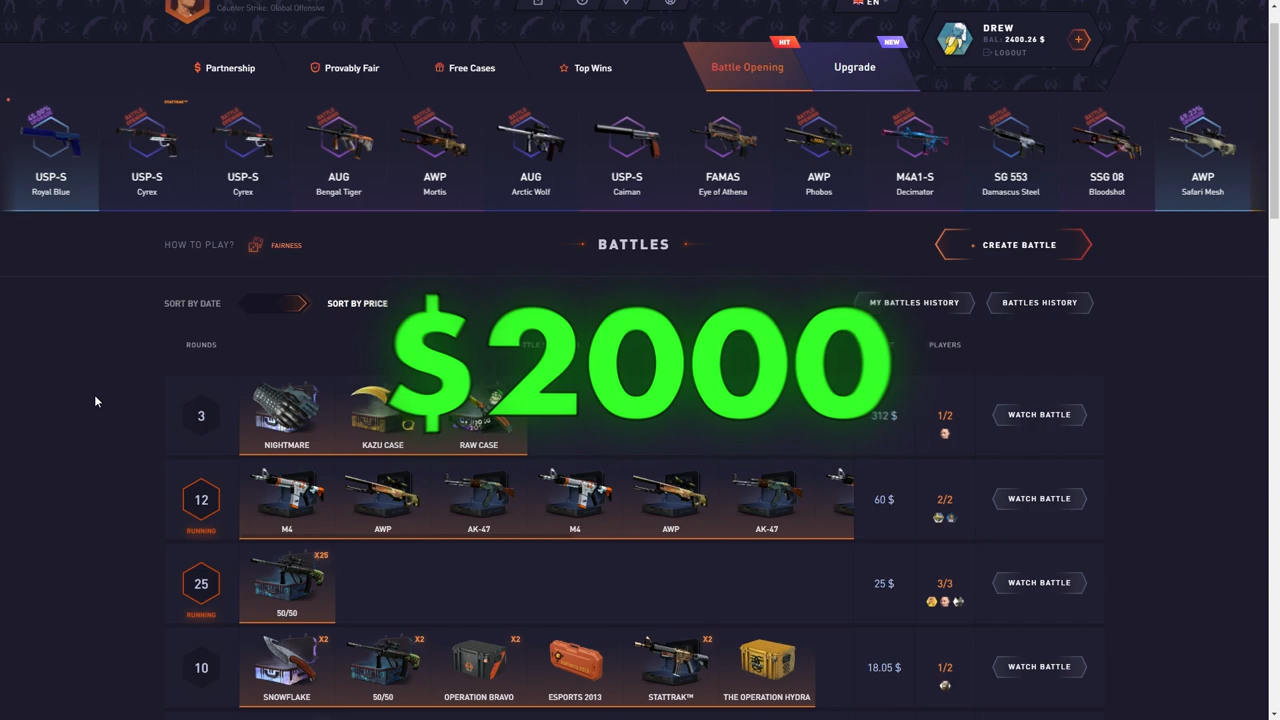 Counter Strike: Global Offensive
EN
DREW
BAL: 2400.26 $
LOGOUT
Partnership
Provably Fair
Free Cases
Top Wins
HIT
Battle Opening
NEW
Upgrade
USP-S
Royal Blue
STATTRAK™
USP-S
Cyrex
USP-S
Cyrex
AUG
Bengal Tiger
AWP
Mortis
AUG
Arctic Wolf
USP-S
Caiman
FAMAS
Eye of Athena
AWP
Phobos
M4A1-S
Decimator
SG 553
Damascus Steel
SSG 08
Bloodshot
AWP
Safari Mesh
HOW TO PLAY?
FAIRNESS
BATTLES
CREATE BATTLE
SORT BY DATE
SORT BY PRICE
MY BATTLES HISTORY
BATTLES HISTORY
$2000
ROUNDS
PLAYERS
3
NIGHTMARE
KAZU CASE
RAW CASE
312 $
1/2
WATCH BATTLE
12
RUNNING
M4
AWP
AK-47
M4
AWP
AK-47
60 $
2/2
WATCH BATTLE
25
RUNNING
X25
50/50
25 $
3/3
WATCH BATTLE
10
X2
SNOWFLAKE
X2
50/50
X2
OPERATION BRAVO
ESPORTS 2013
X2
STATTRAK™
THE OPERATION HYDRA
18.05 $
1/2
WATCH BATTLE